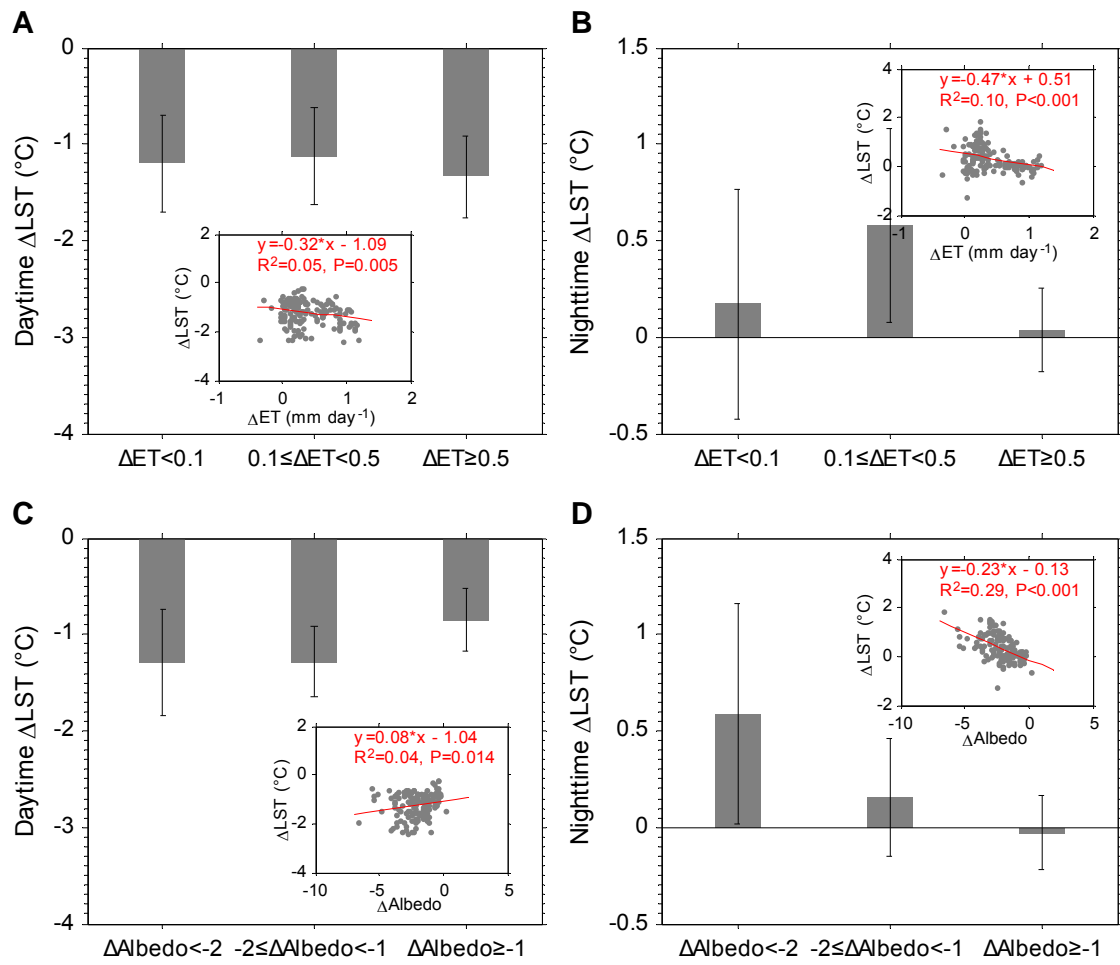 A
0
-1
-2
-3
-4
Daytime ΔLST (°C)
y=-0.32*x - 1.09
R²=0.05, P=0.005
2
0
-2
-4
ΔLST (°C)
-1 0 1 2
ΔET (mm day⁻¹)
ΔET<0.1 0.1≤ΔET<0.5 ΔET≥0.5
B
1.5
1
0.5
0
-0.5
Nighttime ΔLST (°C)
y=-0.47*x + 0.51
R²=0.10, P<0.001
4
2
0
-2
ΔLST (°C)
-1 0 1 2
ΔET (mm day⁻¹)
ΔET<0.1 0.1≤ΔET<0.5 ΔET≥0.5
C
0
-1
-2
-3
-4
Daytime ΔLST (°C)
y=0.08*x - 1.04
R²=0.04, P=0.014
2
0
-2
-4
ΔLST (°C)
-10 -5 0 5
ΔAlbedo
ΔAlbedo<-2 -2≤ΔAlbedo<-1 ΔAlbedo≥-1
D
1.5
1
0.5
0
-0.5
Nighttime ΔLST (°C)
y=-0.23*x - 0.13
R²=0.29, P<0.001
4
2
0
-2
ΔLST (°C)
-10 -5 0 5
ΔAlbedo
ΔAlbedo<-2 -2≤ΔAlbedo<-1 ΔAlbedo≥-1